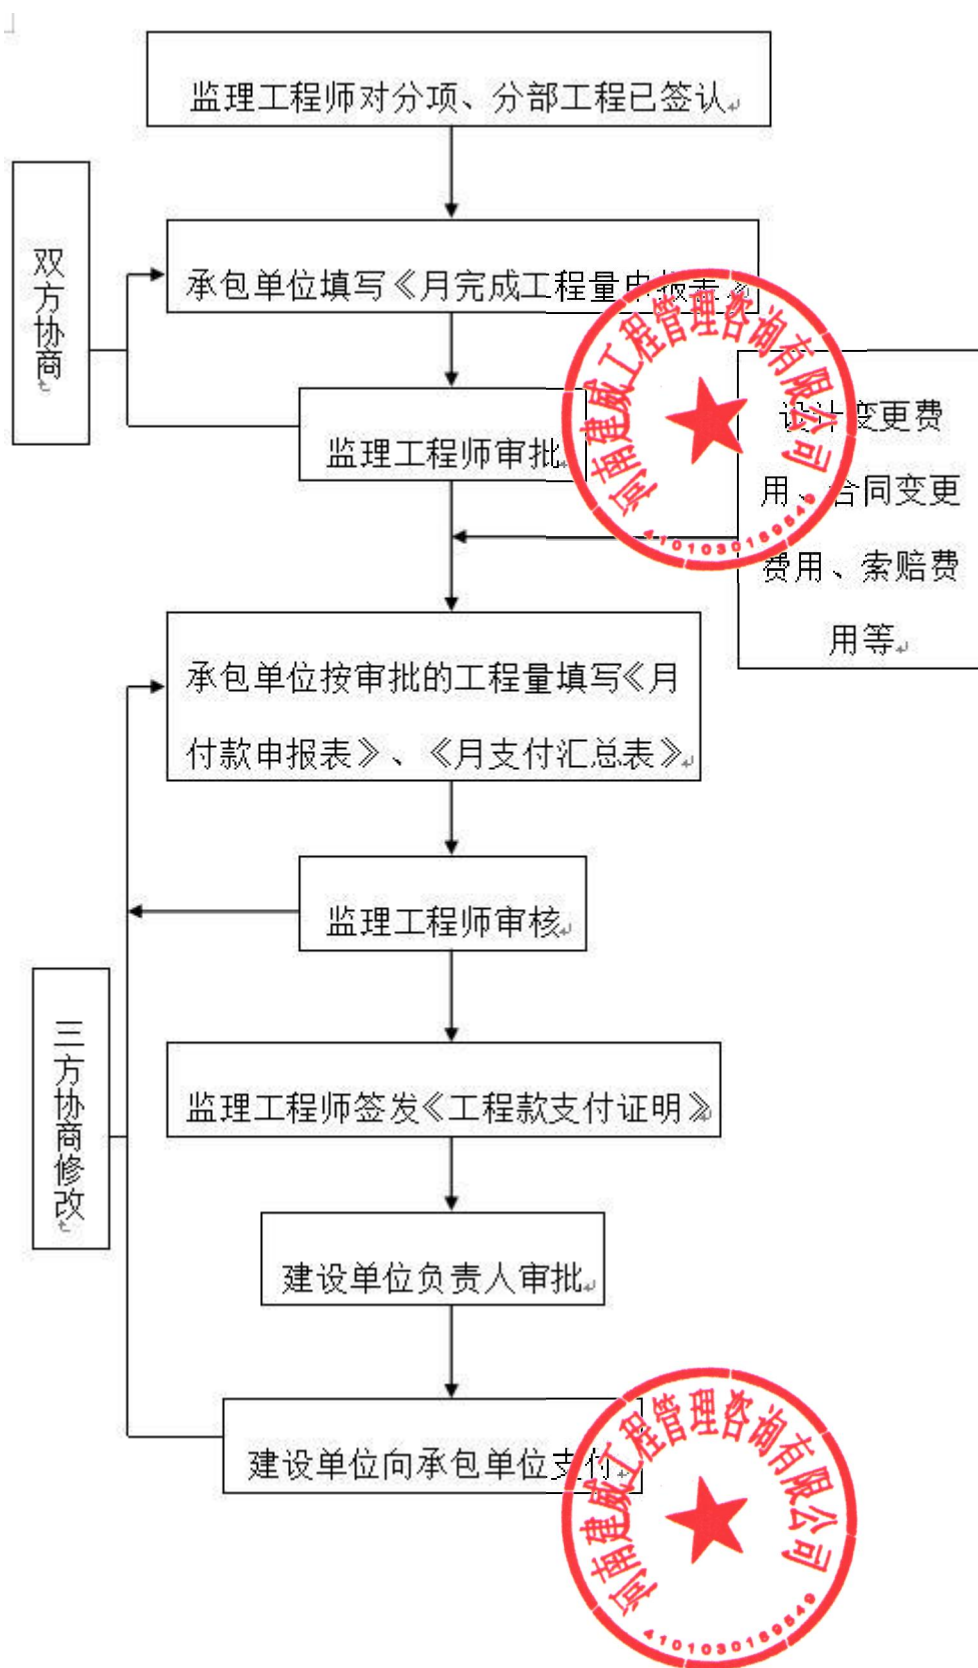 监理工程师对分项、分部工程已签认
双方协商
承包单位填写《月完成工程量申报表》
监理工程师审批
设计变更费
用、合同变更
费用、索赔费
用等
河南建威工程管理咨询有限公司
4101030189549
承包单位按审批的工程量填写《月
付款申报表》、《月支付汇总表》
监理工程师审核
三方协商修改
监理工程师签发《工程款支付证明》
建设单位负责人审批
建设单位向承包单位支付
河南建威工程管理咨询有限公司
4101030189549